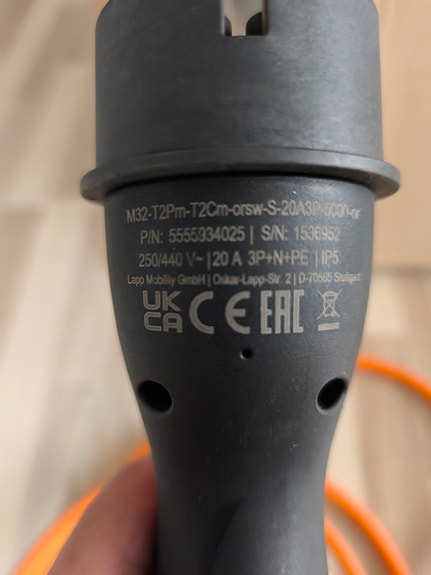 M32-T2Pm-T2Cm-orsw-S-20A3P-500n-or
P/N: 5555934025 | S/N: 1536952
250/440 V~ | 20 A 3P+N+PE | IP5
Lapp Mobility GmbH | Oskar-Lapp-Str. 2 | D-70565 Stuttgart
UK
CA CE EAC